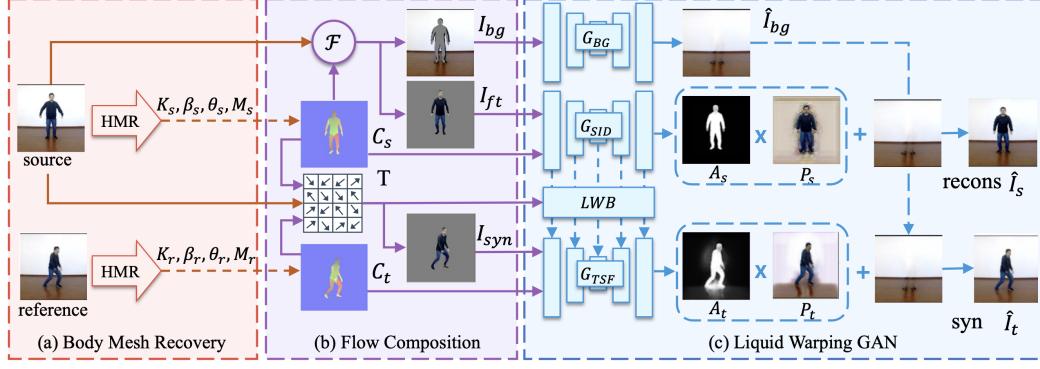 source
HMR
K_s, β_s, θ_s, M_s
reference
HMR
K_r, β_r, θ_r, M_r
(a) Body Mesh Recovery
ℱ
I_bg
I_ft
C_s
T
I_syn
C_t
(b) Flow Composition
G_BG
Î_bg
G_SID
A_s
x
P_s
+
recons Î_s
LWB
G_TSF
A_t
x
P_t
+
syn Î_t
(c) Liquid Warping GAN